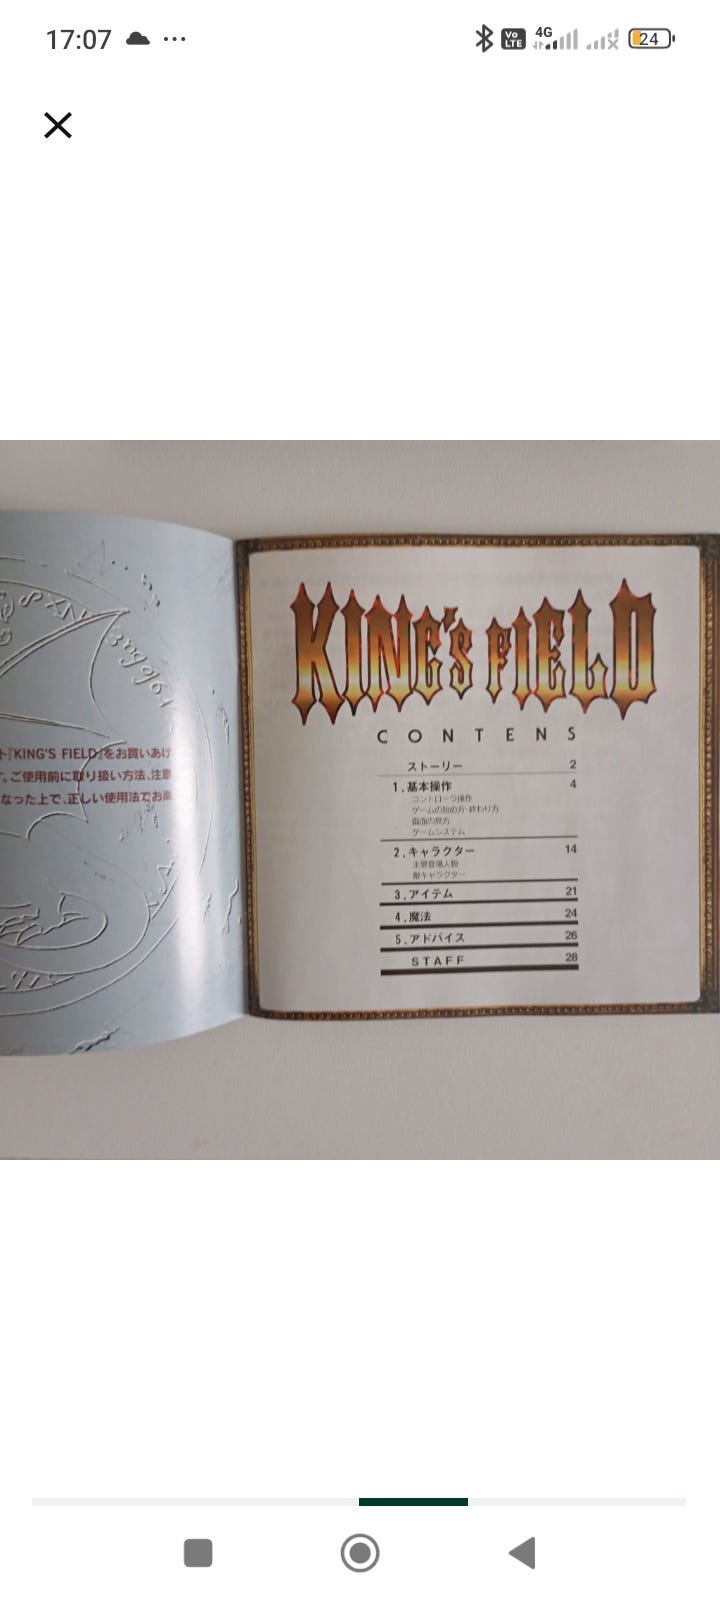 17:07
Vo
LTE
4G
24
ト『KING'S FIELD』をお買いあげ
す。ご使用前に取り扱い方法、注意
なった上で、正しい使用法でお楽
KING'S FIELD
CONTENS
ストーリー 2
1.基本操作 4
コントローラ操作
ゲームの始め方・終わり方
画面の見方
ゲームシステム
2.キャラクター 14
主要登場人物
敵キャラクター
3.アイテム 21
4.魔法 24
5.アドバイス 26
STAFF 28